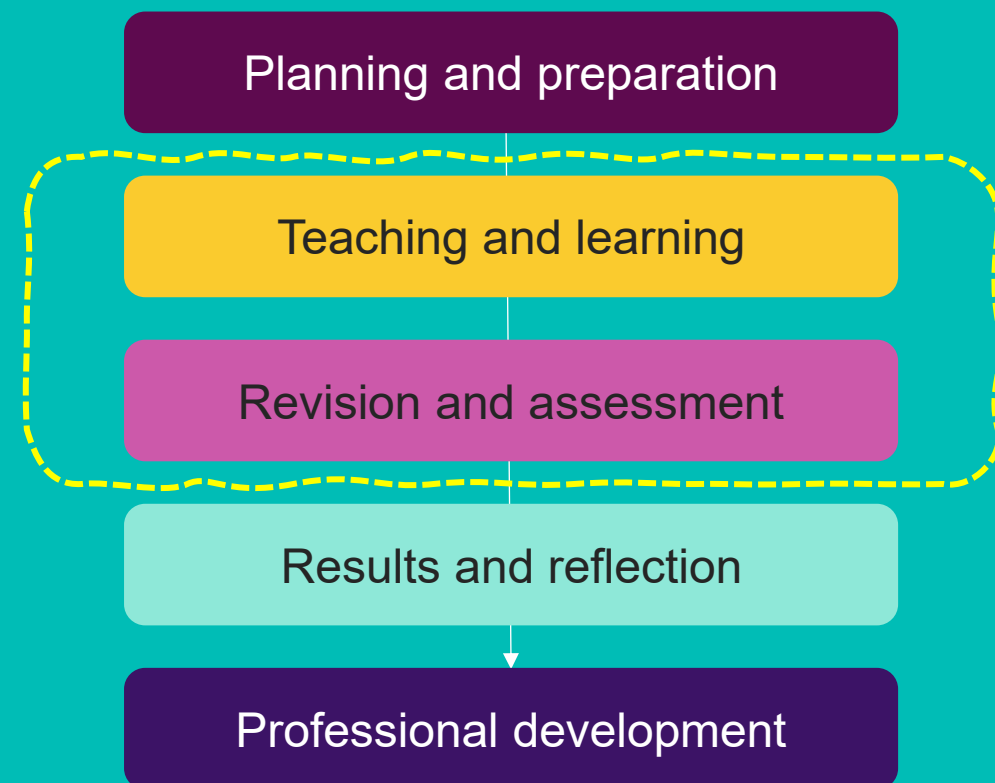 Planning and preparation
Teaching and learning
Revision and assessment
Results and reflection
Professional development